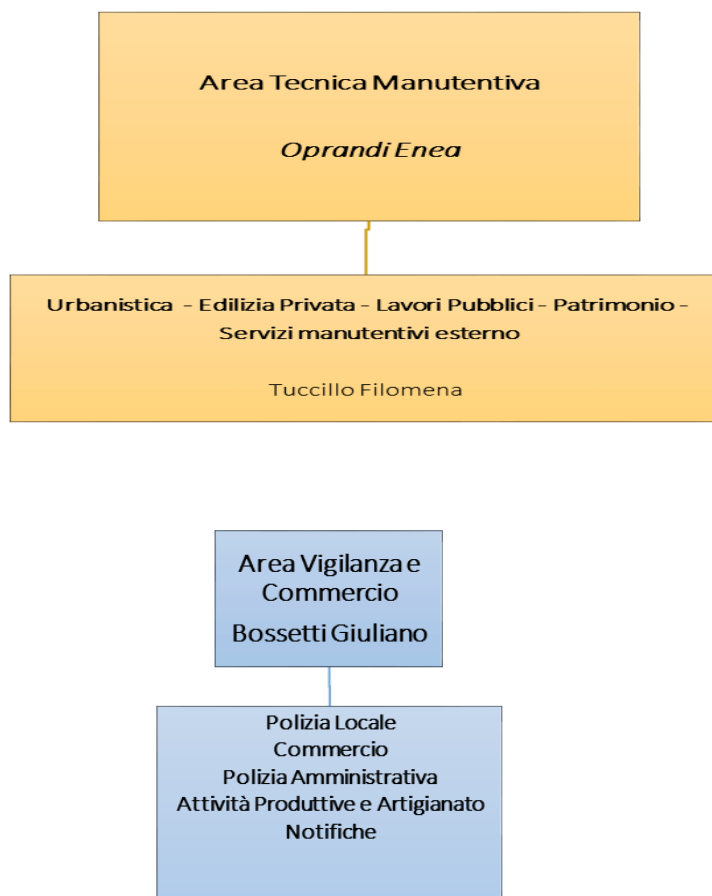 Area Tecnica Manutentiva
Oprandi Enea
Urbanistica - Edilizia Privata - Lavori Pubblici - Patrimonio -
Servizi manutentivi esterno
Tuccillo Filomena
Area Vigilanza e
Commercio
Bossetti Giuliano
Polizia Locale
Commercio
Polizia Amministrativa
Attività Produttive e Artigianato
Notifiche